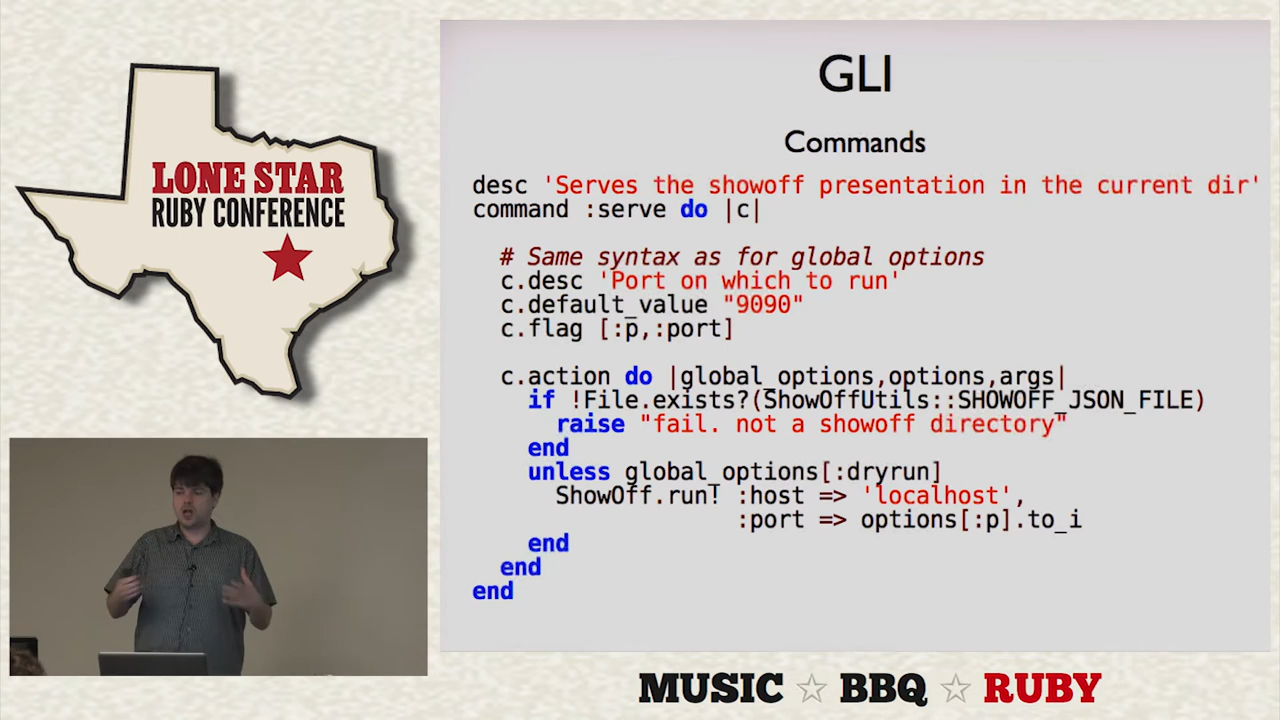 LONE STAR
RUBY CONFERENCE
GLI
Commands
desc 'Serves the showoff presentation in the current dir'
command :serve do |c|
# Same syntax as for global options
c.desc 'Port on which to run'
c.default_value "9090"
c.flag [:p,:port]
c.action do |global_options,options,args|
if !File.exists?(ShowOffUtils::SHOWOFF_JSON_FILE)
raise "fail. not a showoff directory"
end
unless global_options[:dryrun]
ShowOff.run! :host => 'localhost',
:port => options[:p].to_i
end
end
end
MUSIC ☆ BBQ ☆ RUBY